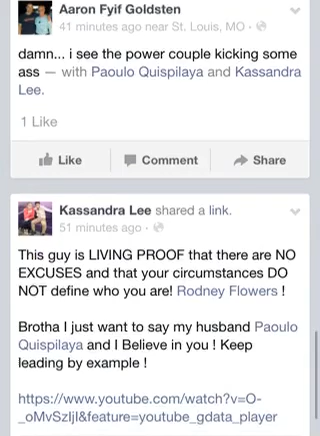 Aaron Fyif Goldsten
41 minutes ago near St. Louis, MO ·
damn... i see the power couple kicking some
ass — with Paoulo Quispilaya and Kassandra
Lee.
1 Like
Like Comment Share
Kassandra Lee shared a link.
51 minutes ago ·
This guy is LIVING PROOF that there are NO
EXCUSES and that your circumstances DO
NOT define who you are! Rodney Flowers !
Brotha I just want to say my husband Paoulo
Quispilaya and I Believe in you ! Keep
leading by example !
https://www.youtube.com/watch?v=O-
_oMvSzIjI&feature=youtube_gdata_player